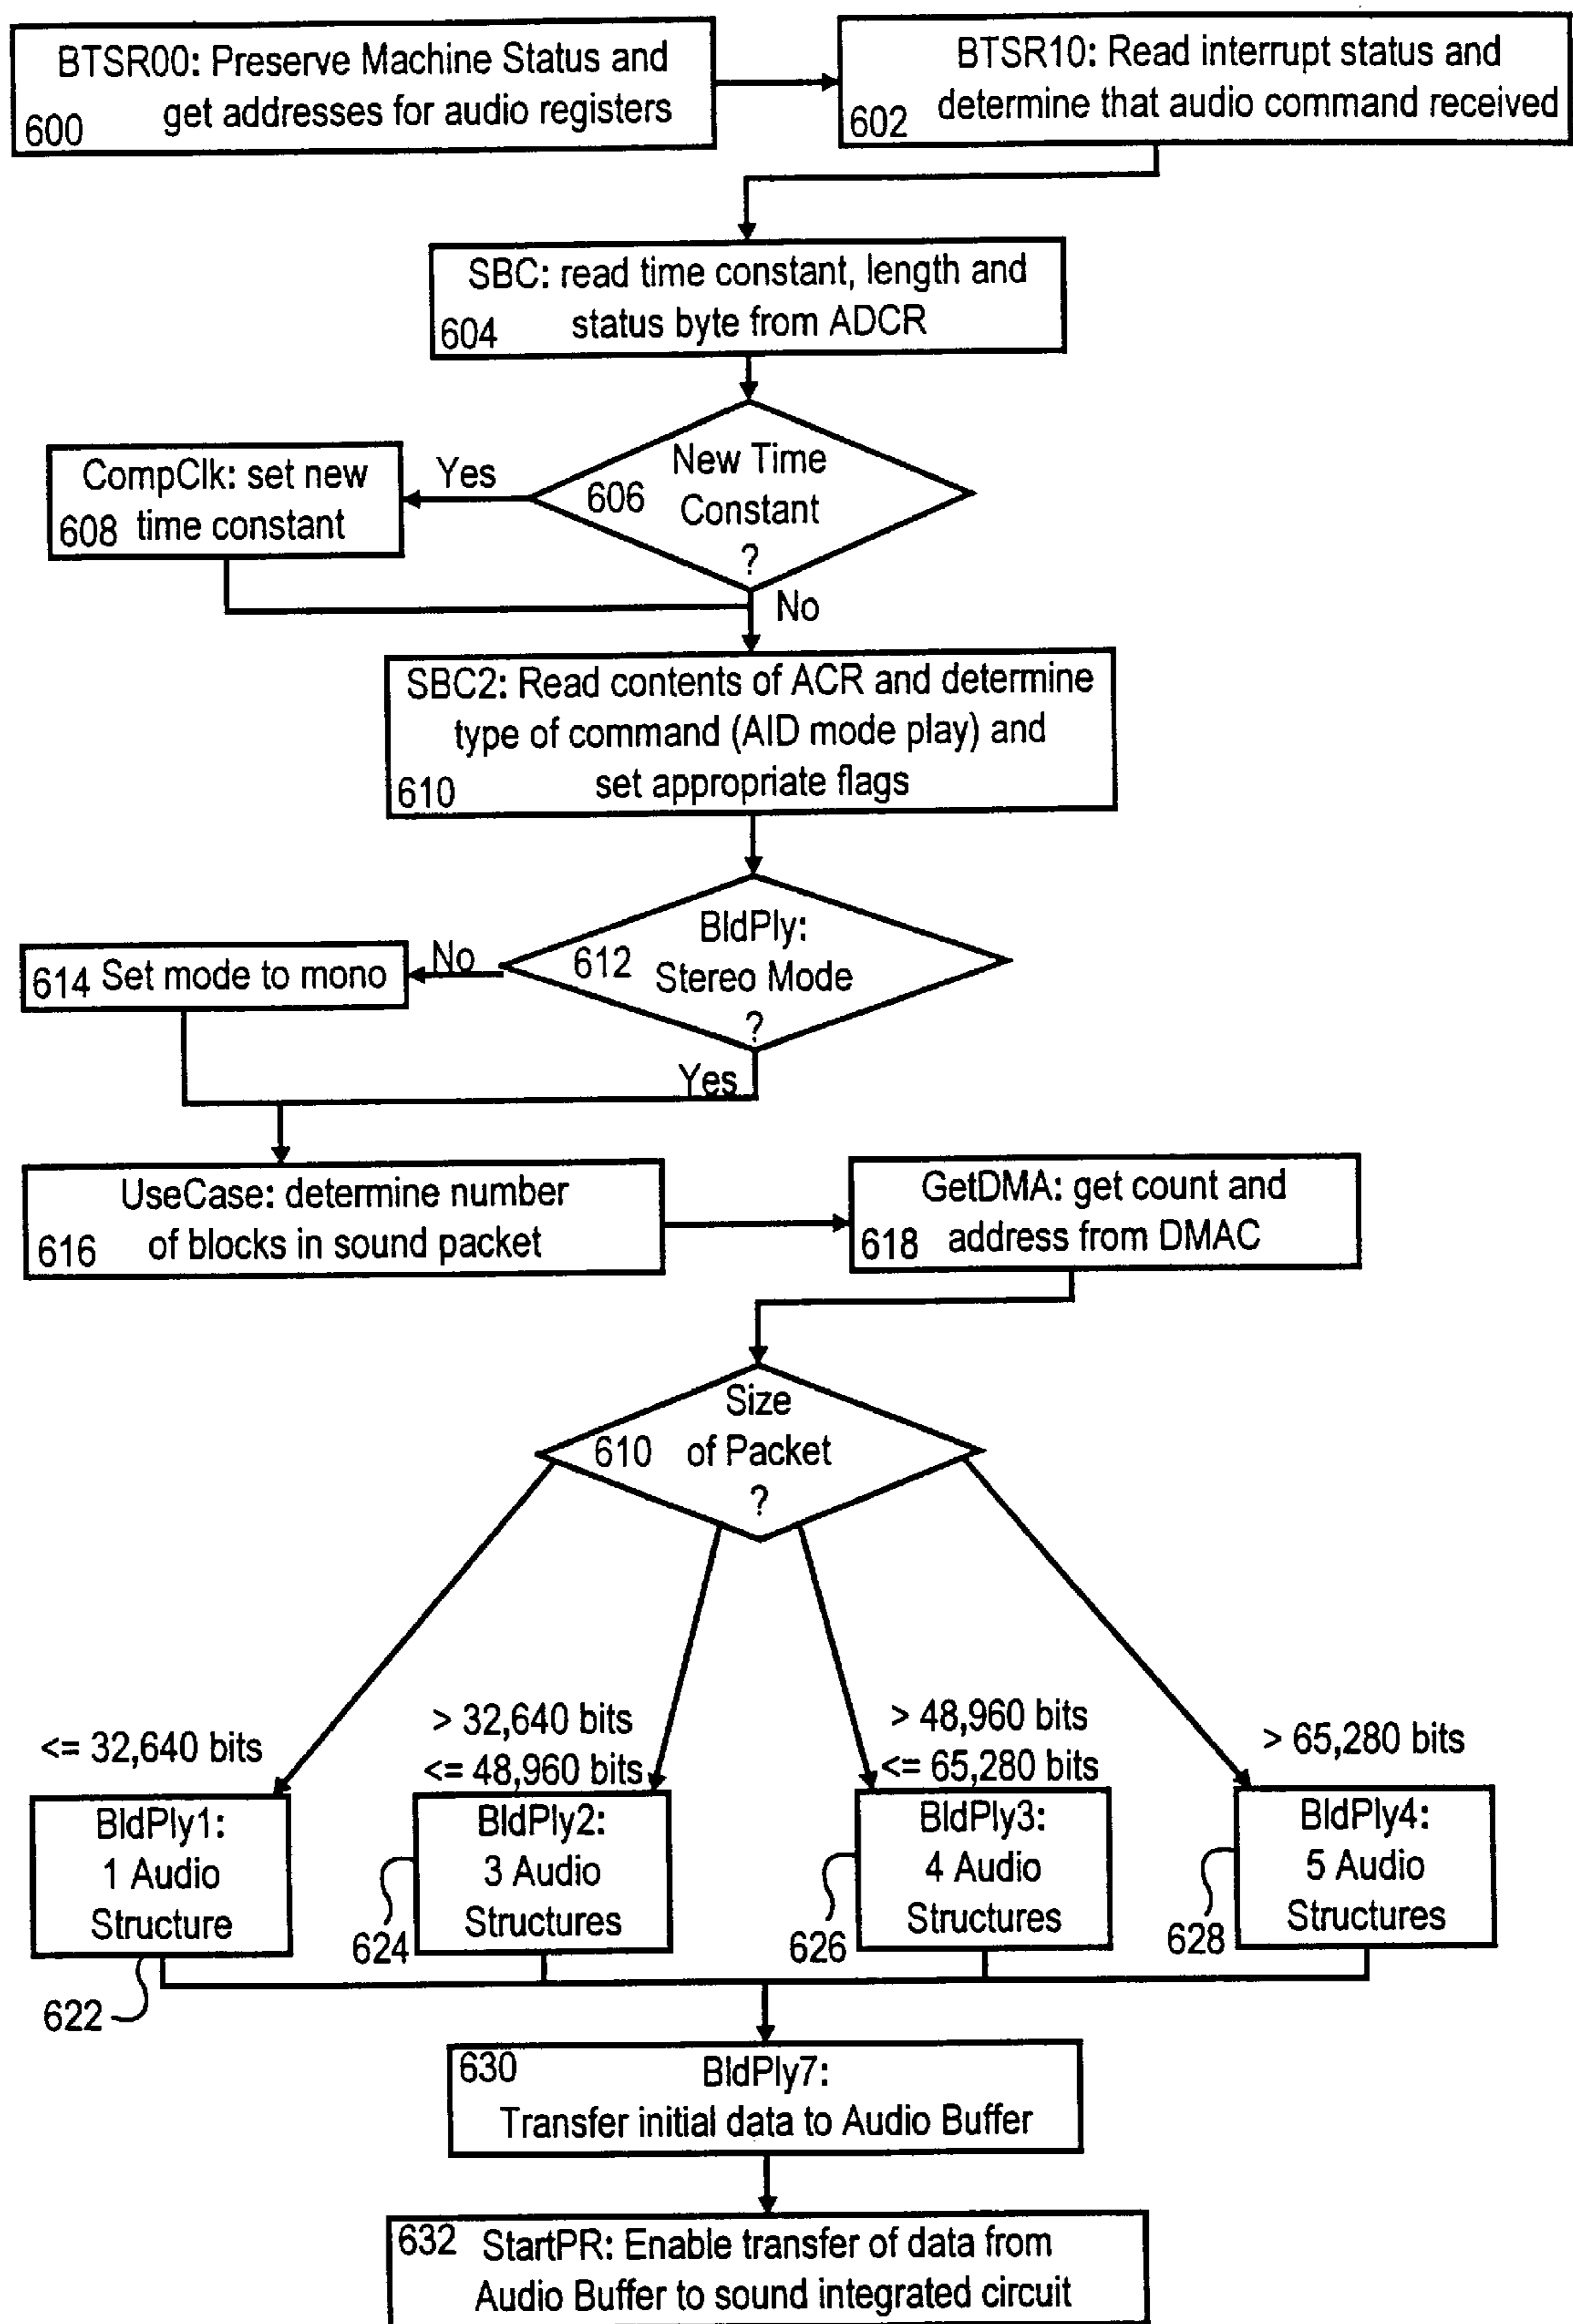 BTSR00: Preserve Machine Status and
get addresses for audio registers
600
BTSR10: Read interrupt status and
determine that audio command received
602
SBC: read time constant, length and
status byte from ADCR
604
New Time
606
Constant
?
Yes
CompClk: set new
608 time constant
No
SBC2: Read contents of ACR and determine
type of command (AID mode play) and
set appropriate flags
610
BldPly:
612
Stereo Mode
?
No
614 Set mode to mono
Yes
UseCase: determine number
of blocks in sound packet
616
GetDMA: get count and
618 address from DMAC
Size
610 of Packet
?
<= 32,640 bits
> 32,640 bits
<= 48,960 bits
> 48,960 bits
<= 65,280 bits
> 65,280 bits
BldPly1:
1 Audio
Structure
622
BldPly2:
3 Audio
Structures
624
BldPly3:
4 Audio
Structures
626
BldPly4:
5 Audio
Structures
628
630
BldPly7:
Transfer initial data to Audio Buffer
632 StartPR: Enable transfer of data from
Audio Buffer to sound integrated circuit